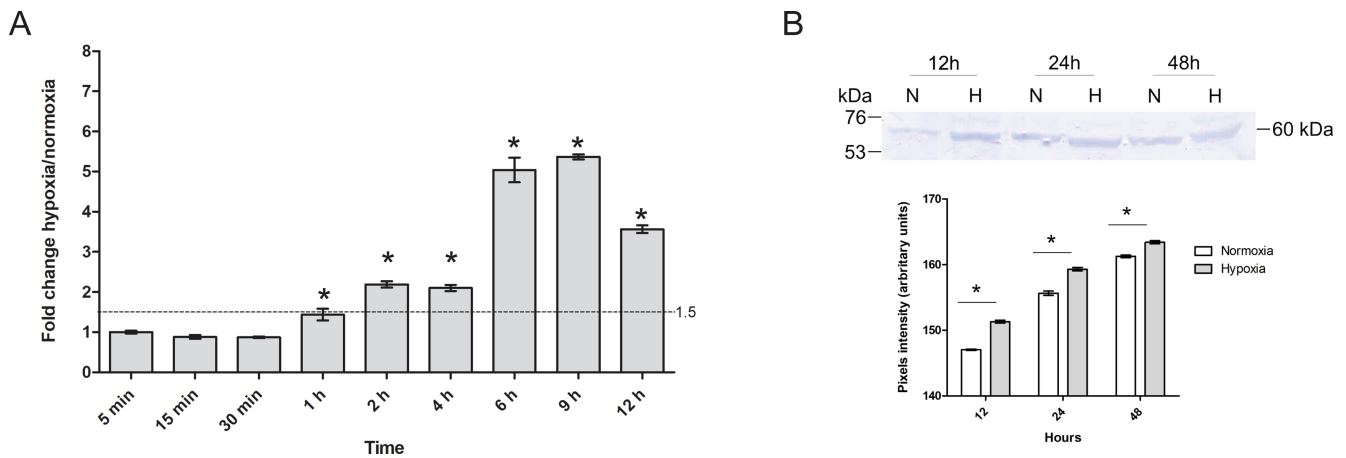 A
Fold change hypoxia/normoxia
8
7
6
5
4
3
2
1
0
* * * * * *
1.5
5 min 15 min 30 min 1 h 2 h 4 h 6 h 9 h 12 h
Time
B
12h 24h 48h
kDa N H N H N H
76
53
60 kDa
Pixels intensity (arbritary units)
170
160
150
140
* * *
Normoxia
Hypoxia
12 24 48
Hours